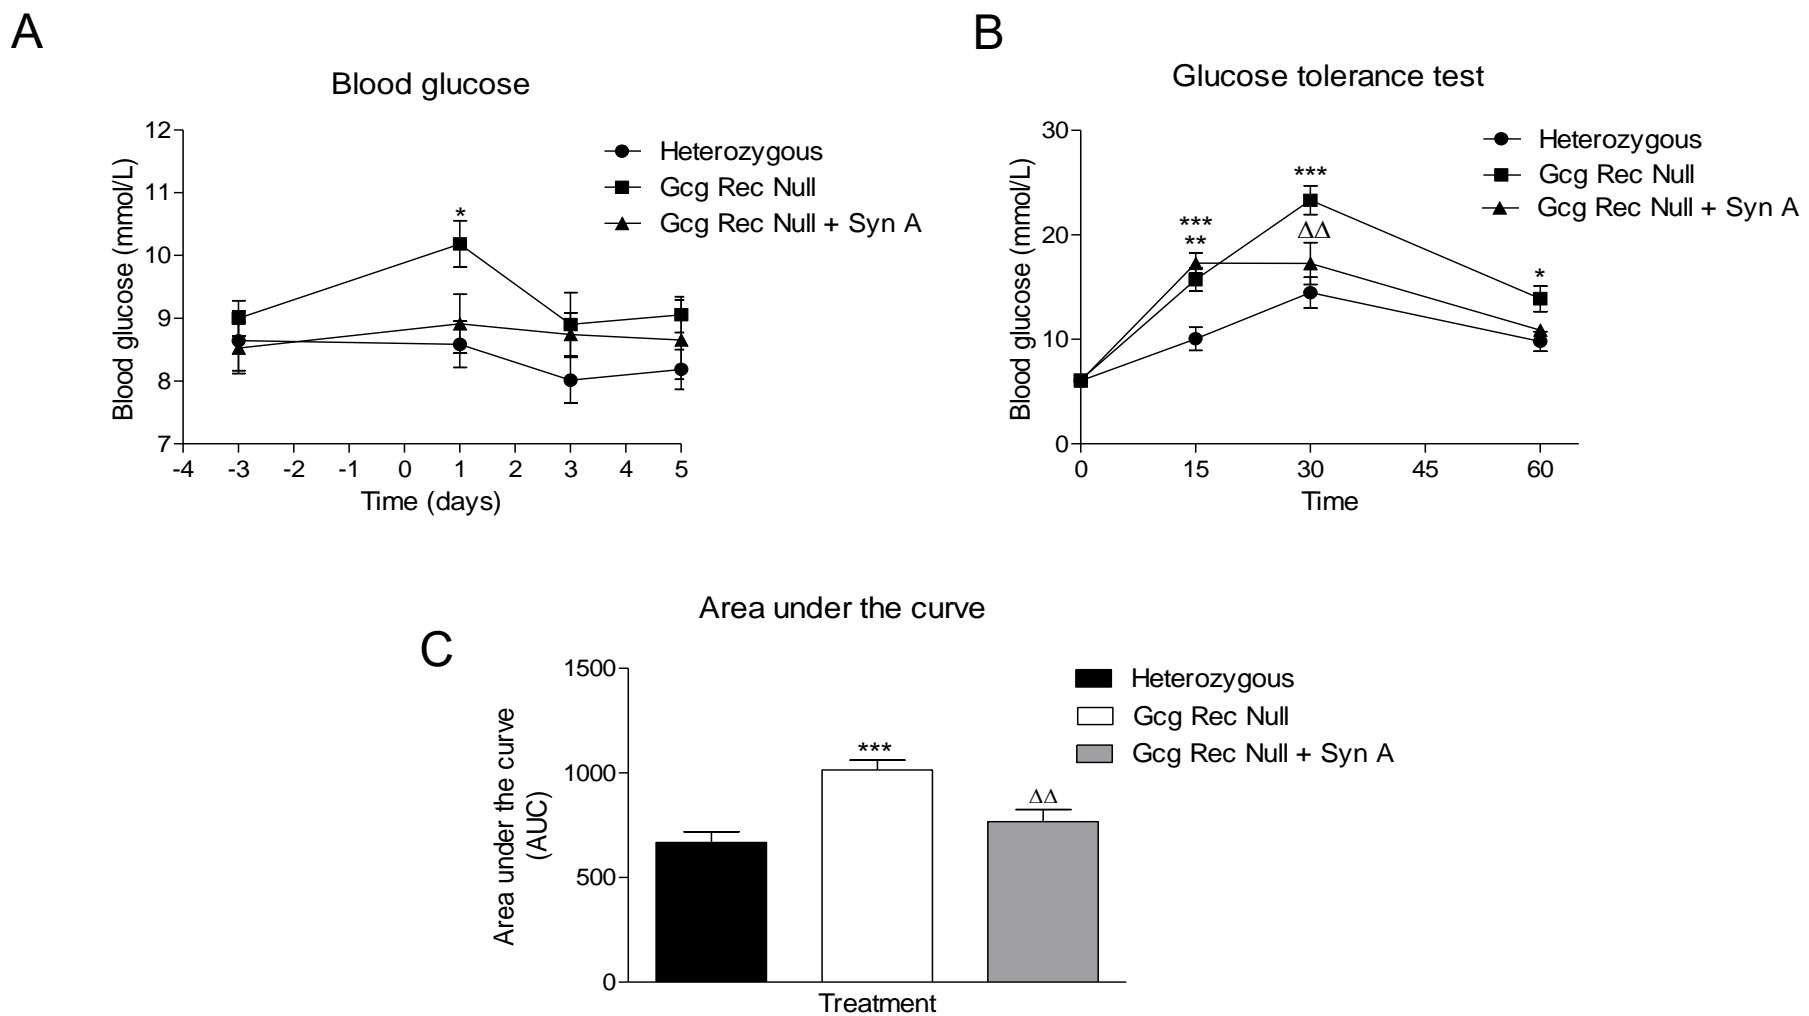 A
Blood glucose
Blood glucose (mmol/L)
12
11
10
9
8
7
-4 -3 -2 -1 0 1 2 3 4 5
Time (days)
*
Heterozygous
Gcg Rec Null
Gcg Rec Null + Syn A
B
Glucose tolerance test
Blood glucose (mmol/L)
30
20
10
0
0 15 30 45 60
Time
***
**
***
ΔΔ
*
Heterozygous
Gcg Rec Null
Gcg Rec Null + Syn A
C
Area under the curve
Area under the curve
(AUC)
1500
1000
500
0
Treatment
***
ΔΔ
Heterozygous
Gcg Rec Null
Gcg Rec Null + Syn A